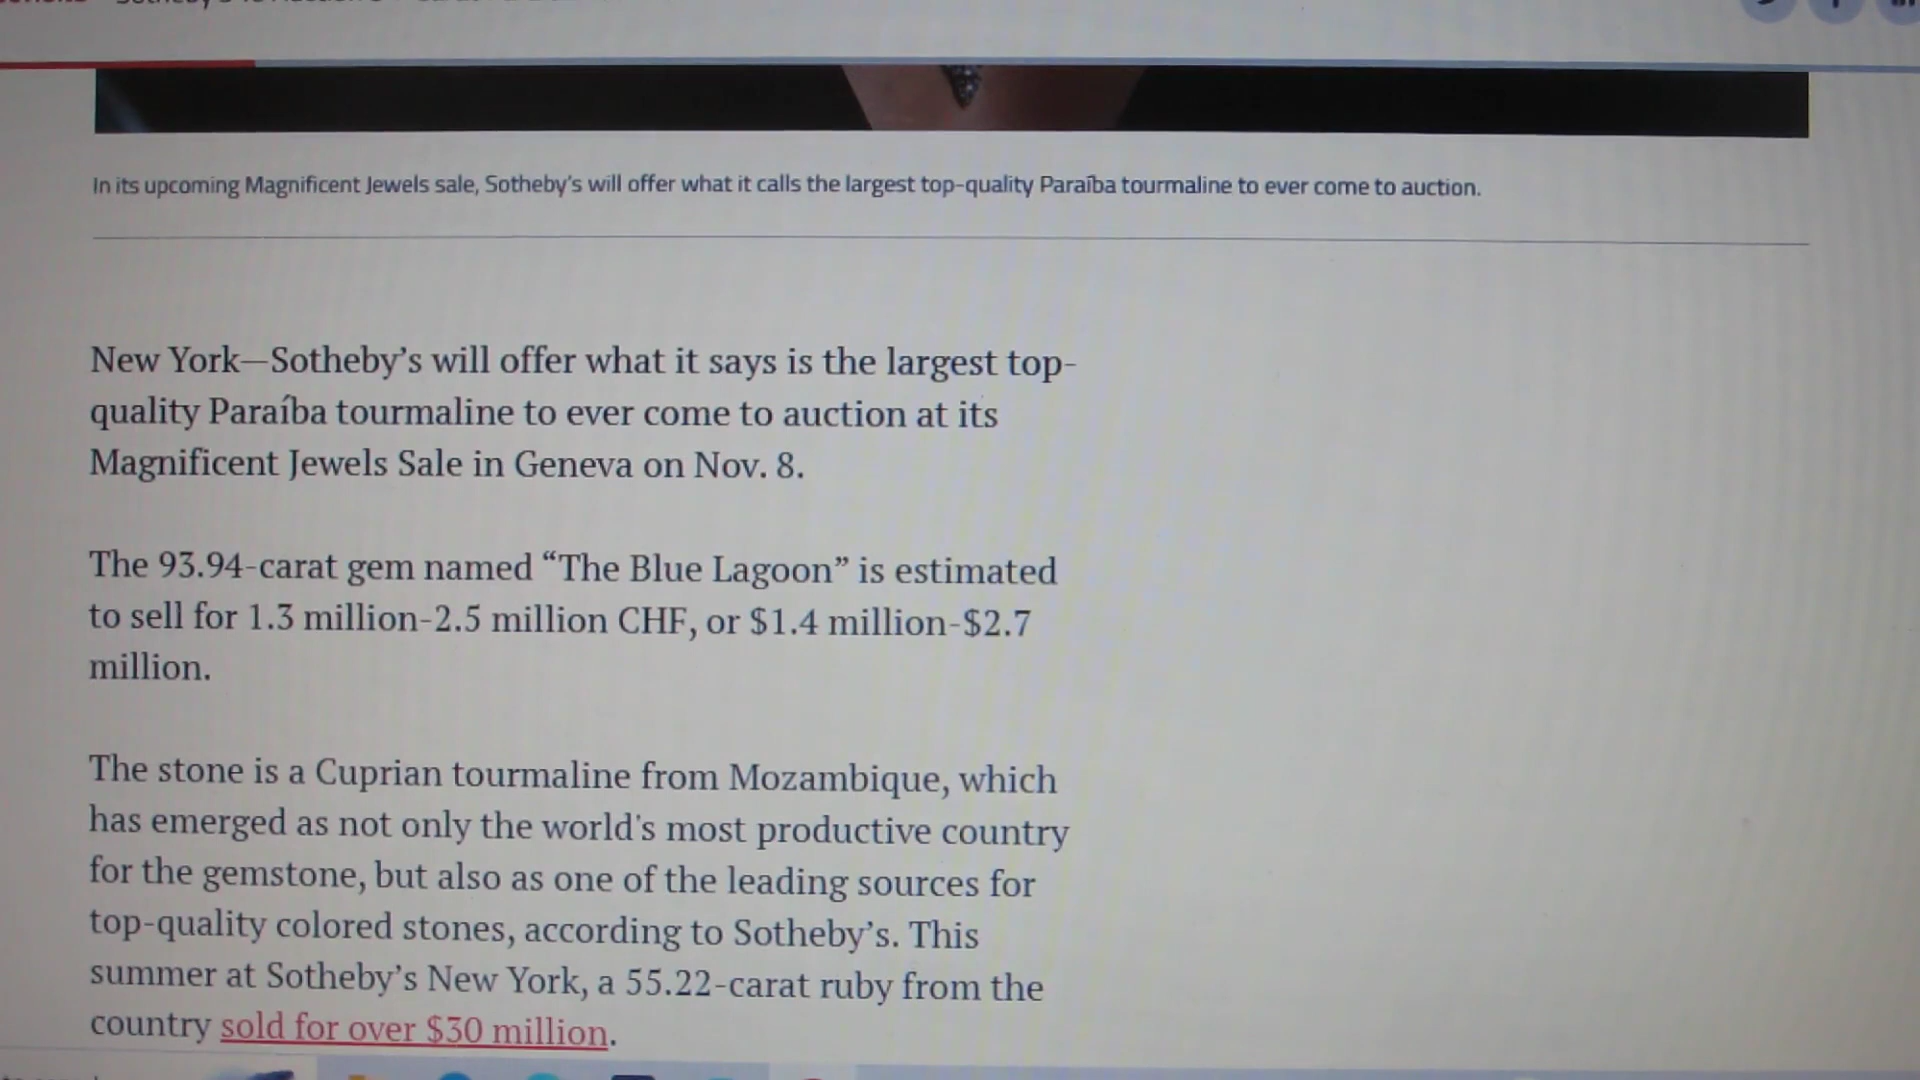 In its upcoming Magnificent Jewels sale, Sotheby's will offer what it calls the largest top-quality Paraíba tourmaline to ever come to auction.
New York—Sotheby’s will offer what it says is the largest top-
quality Paraíba tourmaline to ever come to auction at its
Magnificent Jewels Sale in Geneva on Nov. 8.
The 93.94-carat gem named “The Blue Lagoon” is estimated
to sell for 1.3 million-2.5 million CHF, or $1.4 million-$2.7
million.
The stone is a Cuprian tourmaline from Mozambique, which
has emerged as not only the world's most productive country
for the gemstone, but also as one of the leading sources for
top-quality colored stones, according to Sotheby’s. This
summer at Sotheby’s New York, a 55.22-carat ruby from the
country sold for over $30 million.